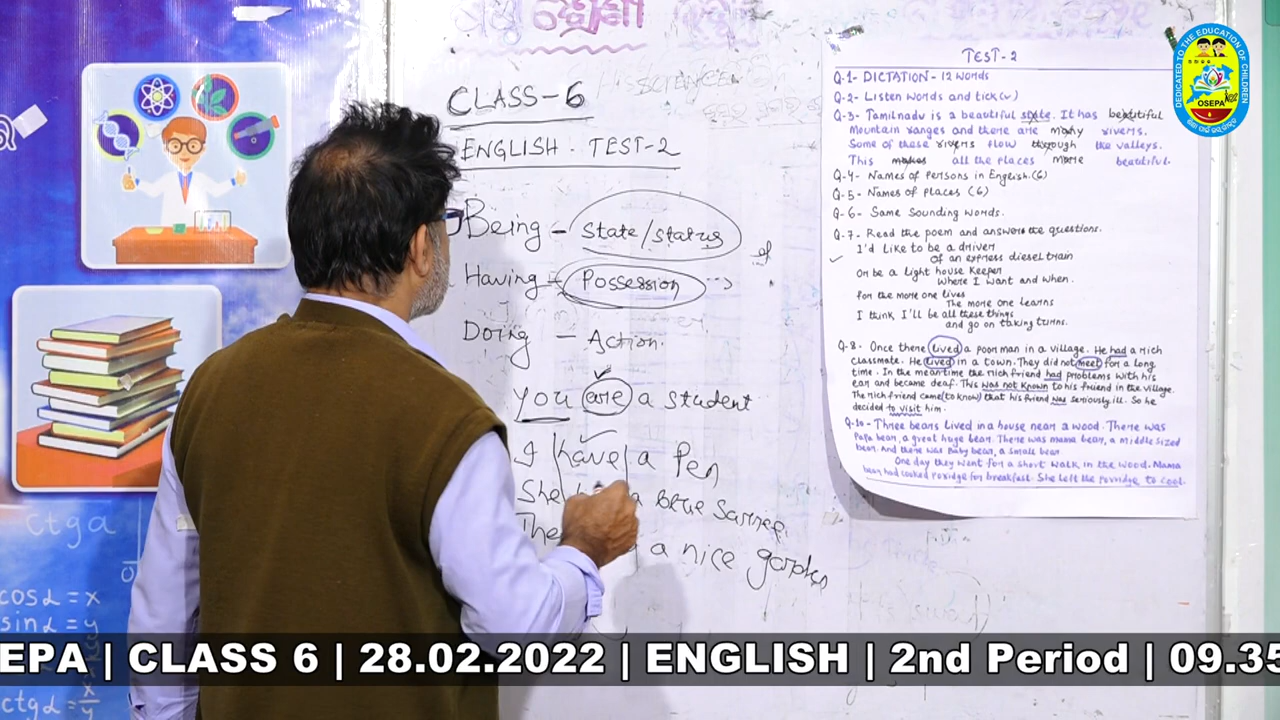 CLASS-6
ENGLISH. TEST-2
Being - State/status
of
Having - Possession
Doing - Action.
You are a student
I have a Pen
She a
The a nice
TEST-2
Q.1- DICTATION - 12 Words
Q-2- Listen words and tick(✓)
Q-3- Tamilnadu is a beautiful state. It has beautiful
Mountain ranges and there are many rivers.
Some of these rivers flow through the valleys.
This makes all the places more beautiful.
Q-4- Names of Persons in English.(6)
Q-5- Names of places (6)
Q-6- Same Sounding words.
Q-7- Read the poem and answers the questions.
I'd Like to be a driver
of an express diesel train
Or be a light house Keeper
Where I want and when.
for the more one lives
The more one learns
I think I'll be all these things
and go on taking turns.
Q-8- Once there lived a poor man in a village. He had a rich
classmate. He lived in a town. They did not meet for a long
time. In the meantime the rich friend had problems with his
ear and became deaf. This was not known to his friend in the village.
The rich friend came(to know) that his friend was seriously ill. So he
decided to visit him.
Q-10- Three bears Lived in a house near a wood. There was
Papa bear, a great huge bear. There was mama bear, a middle sized
bear. And there was Baby bear, a small bear
One day they went for a short walk in the wood. Mama
bear had cooked porridge for breakfast. She left the porridge to cool.
DEDICATED TO THE EDUCATION OF CHILDREN
OSEPA
ctga
cosα = x
sinα = y
ctgα = x/y
EPA | CLASS 6 | 28.02.2022 | ENGLISH | 2nd Period | 09.35